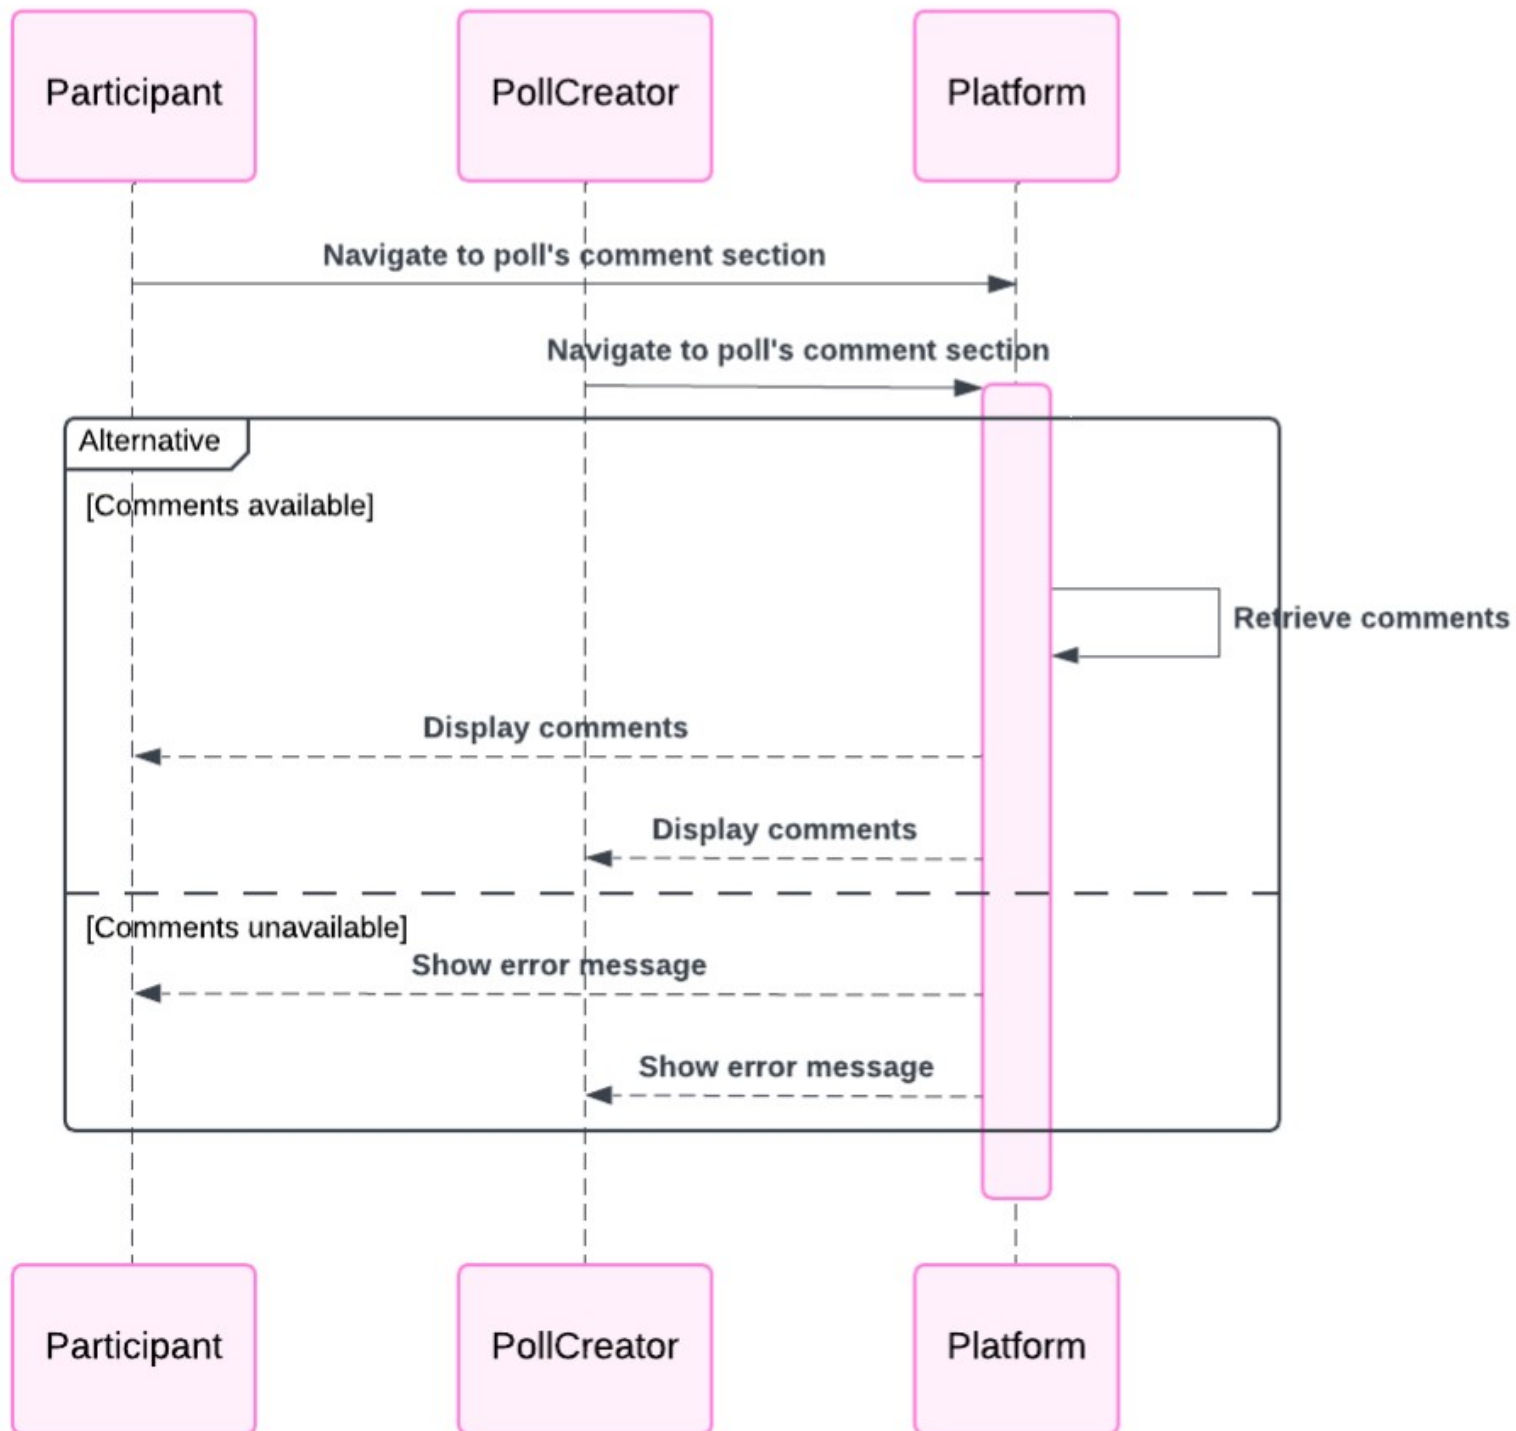 Participant
PollCreator
Platform
Navigate to poll's comment section
Navigate to poll's comment section
Alternative
[Comments available]
Retrieve comments
Display comments
Display comments
[Comments unavailable]
Show error message
Show error message
Participant
PollCreator
Platform